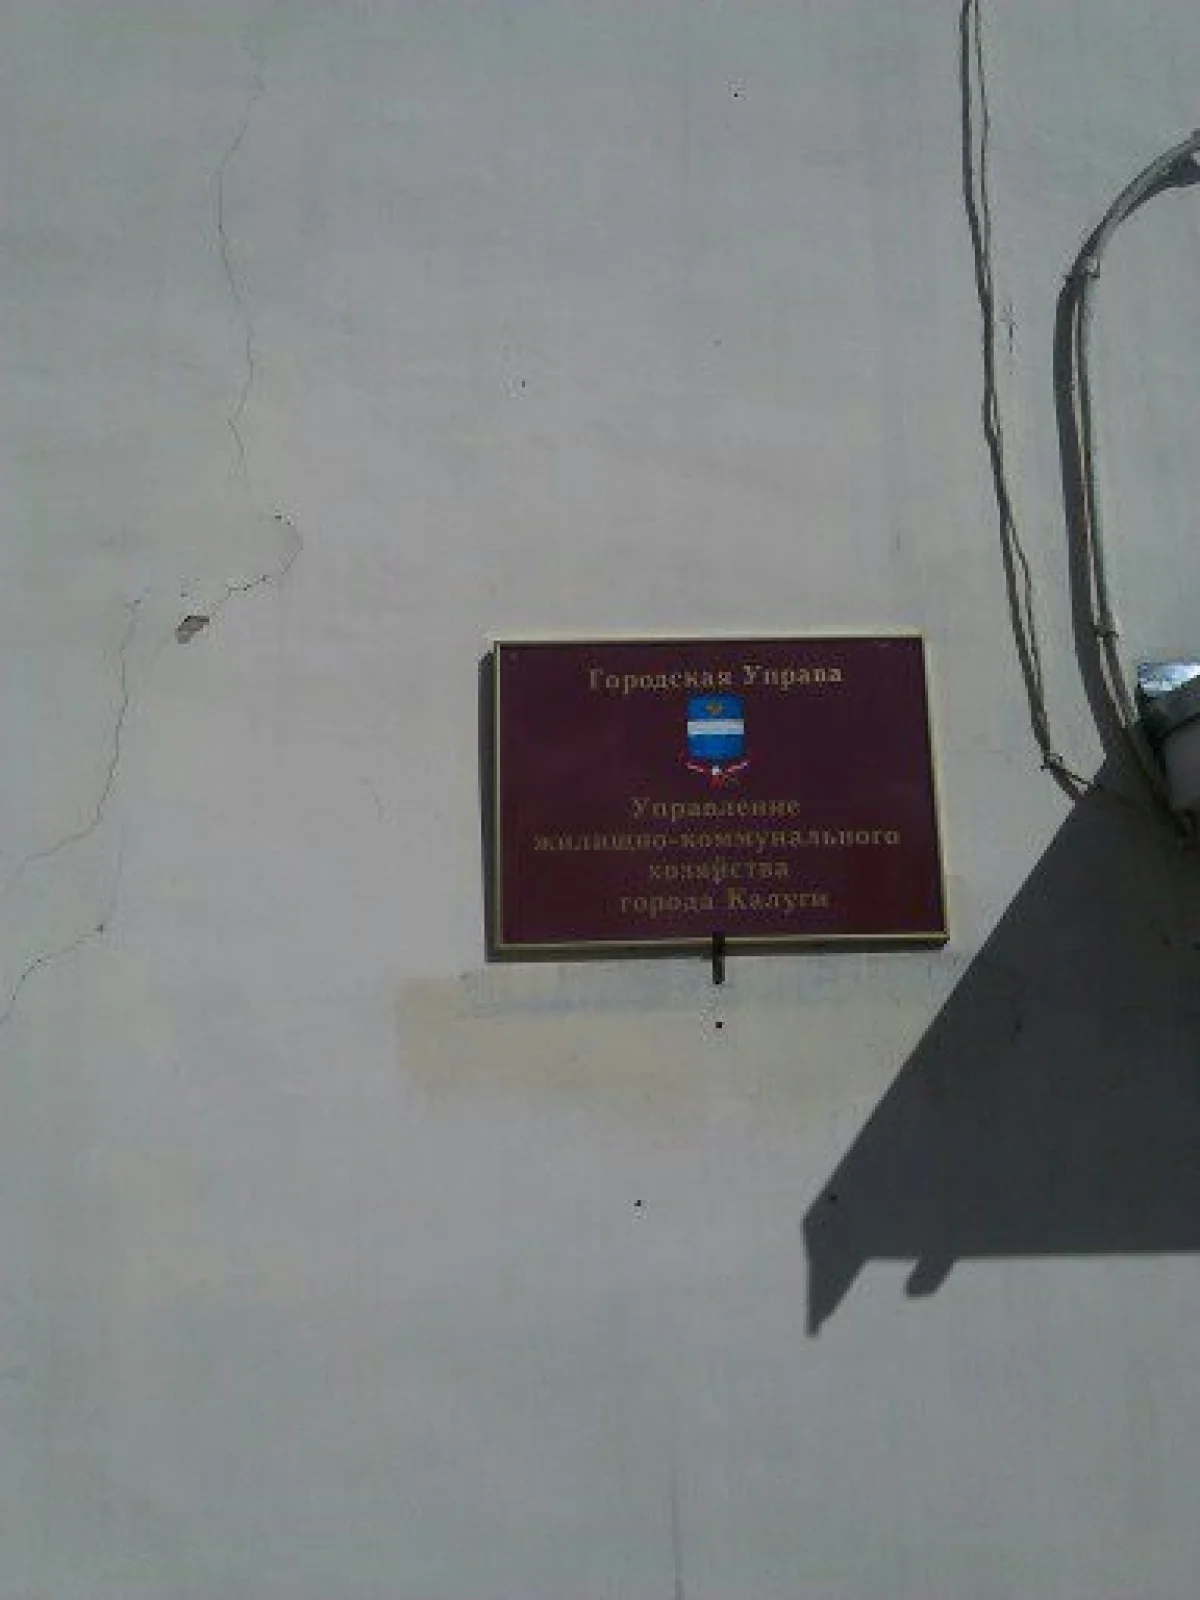 Городская Управа
Управление
жилищно-коммунального
хозяйства
города Калуги